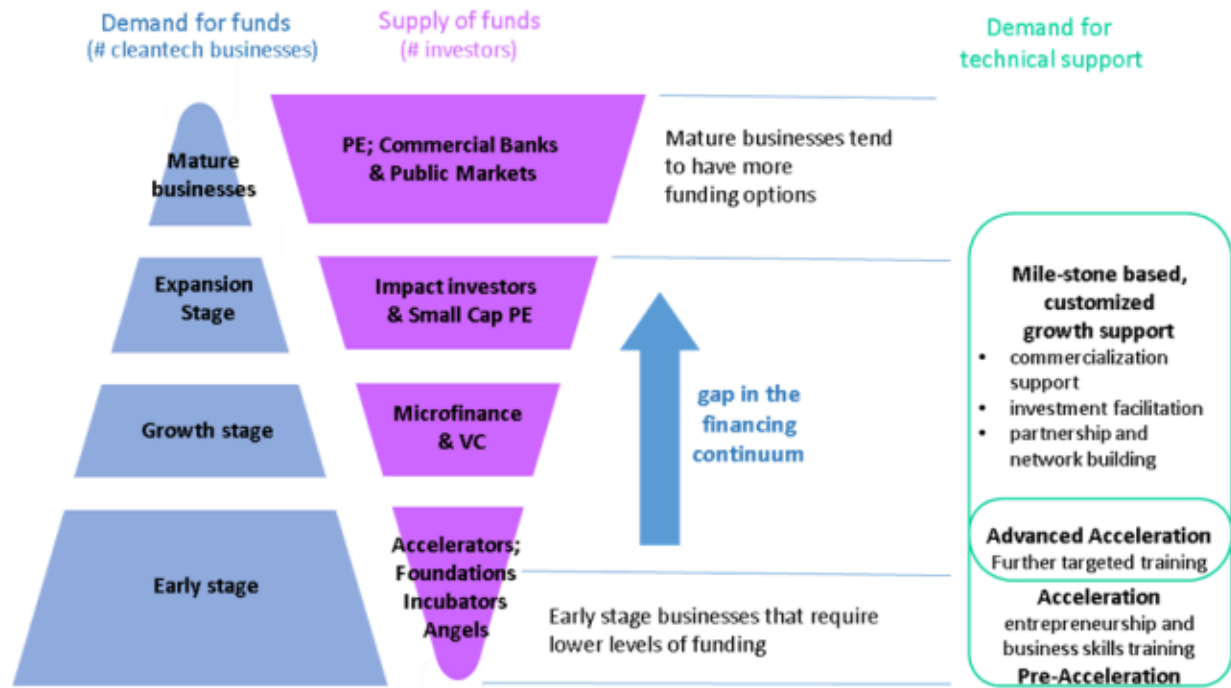 Demand for funds
(# cleantech businesses)
Supply of funds
(# investors)
Demand for
technical support
Mature
businesses
PE; Commercial Banks
& Public Markets
Mature businesses tend
to have more
funding options
Expansion
Stage
Impact investors
& Small Cap PE
Growth stage
Microfinance
& VC
gap in the
financing
continuum
Early stage
Accelerators;
Foundations
Incubators
Angels
Early stage businesses that require
lower levels of funding
Mile-stone based,
customized
growth support
• commercialization
support
• investment facilitation
• partnership and
network building
Advanced Acceleration
Further targeted training
Acceleration
entrepreneurship and
business skills training
Pre-Acceleration